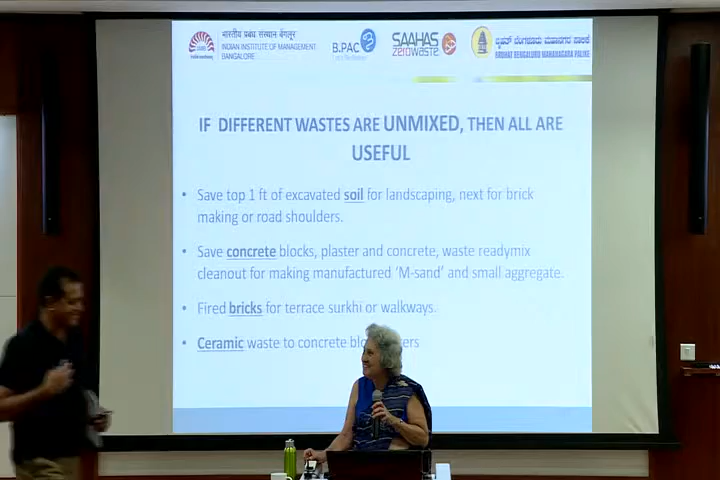 भारतीय प्रबंध संस्थान बेंगलूर
INDIAN INSTITUTE OF MANAGEMENT
BANGALORE
B.PAC
SAAHAS
zerowaste
ಬೃಹತ್ ಬೆಂಗಳೂರು ಮಹಾನಗರ ಪಾಲಿಕೆ
BRUHAT BENGALURU MAHANAGARA PALIKE
IF DIFFERENT WASTES ARE UNMIXED, THEN ALL ARE
USEFUL
• Save top 1 ft of excavated soil for landscaping, next for brick
making or road shoulders.
• Save concrete blocks, plaster and concrete, waste readymix
cleanout for making manufactured 'M-sand' and small aggregate.
• Fired bricks for terrace surkhi or walkways.
• Ceramic waste to concrete